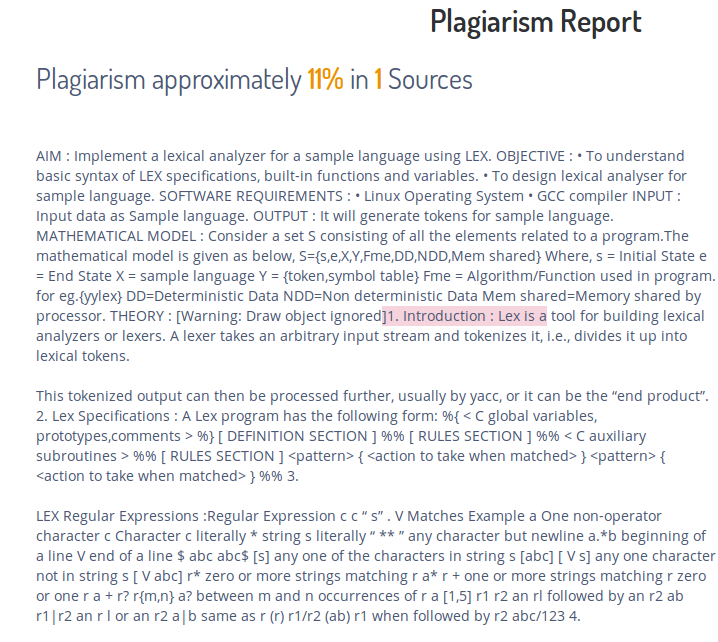 Plagiarism Report
Plagiarism approximately 11% in 1 Sources
AIM : Implement a lexical analyzer for a sample language using LEX. OBJECTIVE : • To understand
basic syntax of LEX specifications, built-in functions and variables. • To design lexical analyser for
sample language. SOFTWARE REQUIREMENTS : • Linux Operating System • GCC compiler INPUT :
Input data as Sample language. OUTPUT : It will generate tokens for sample language.
MATHEMATICAL MODEL : Consider a set S consisting of all the elements related to a program.The
mathematical model is given as below, S={s,e,X,Y,Fme,DD,NDD,Mem shared} Where, s = Initial State e
= End State X = sample language Y = {token,symbol table} Fme = Algorithm/Function used in program.
for eg.{yylex} DD=Deterministic Data NDD=Non deterministic Data Mem shared=Memory shared by
processor. THEORY : [Warning: Draw object ignored]1. Introduction : Lex is a tool for building lexical
analyzers or lexers. A lexer takes an arbitrary input stream and tokenizes it, i.e., divides it up into
lexical tokens.
This tokenized output can then be processed further, usually by yacc, or it can be the “end product”.
2. Lex Specifications : A Lex program has the following form: %{ < C global variables,
prototypes,comments > %} [ DEFINITION SECTION ] %% [ RULES SECTION ] %% < C auxiliary
subroutines > %% [ RULES SECTION ] <pattern> { <action to take when matched> } <pattern> {
<action to take when matched> } %% 3.
LEX Regular Expressions :Regular Expression c c “ s” . V Matches Example a One non-operator
character c Character c literally * string s literally “ ** ” any character but newline a.*b beginning of
a line V end of a line $ abc abc$ [s] any one of the characters in string s [abc] [ V s] any one character
not in string s [ V abc] r* zero or more strings matching r a* r + one or more strings matching r zero
or one r a + r? r{m,n} a? between m and n occurrences of r a [1,5] r1 r2 an rl followed by an r2 ab
r1|r2 an r l or an r2 a|b same as r (r) r1/r2 (ab) r1 when followed by r2 abc/123 4.